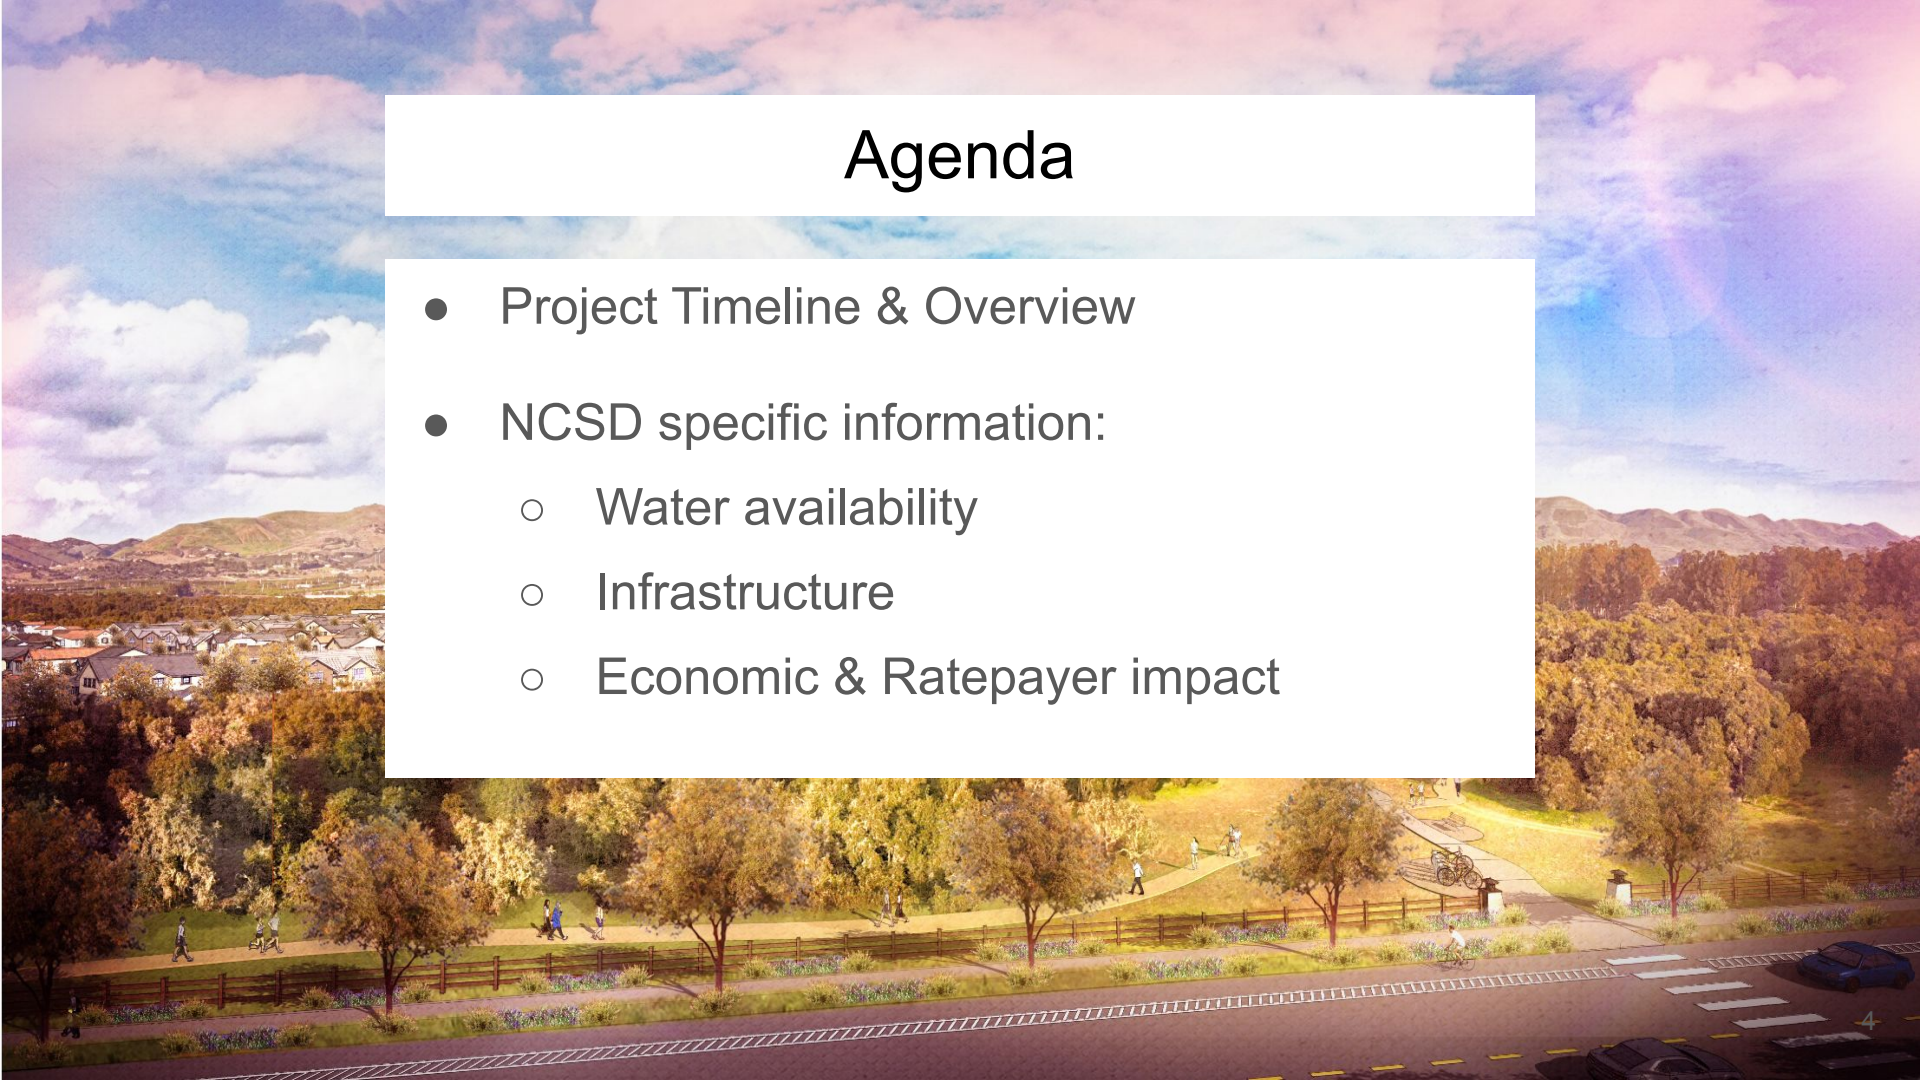 Agenda
● Project Timeline & Overview
● NCSD specific information:
○ Water availability
○ Infrastructure
○ Economic & Ratepayer impact
4